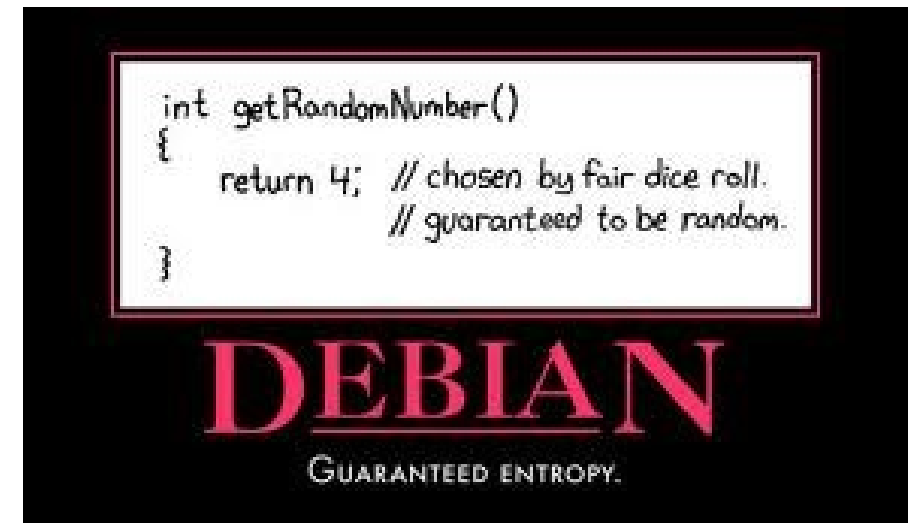 int getRandomNumber()
{
return 4; // chosen by fair dice roll.
// guaranteed to be random.
}
DEBIAN
GUARANTEED ENTROPY.